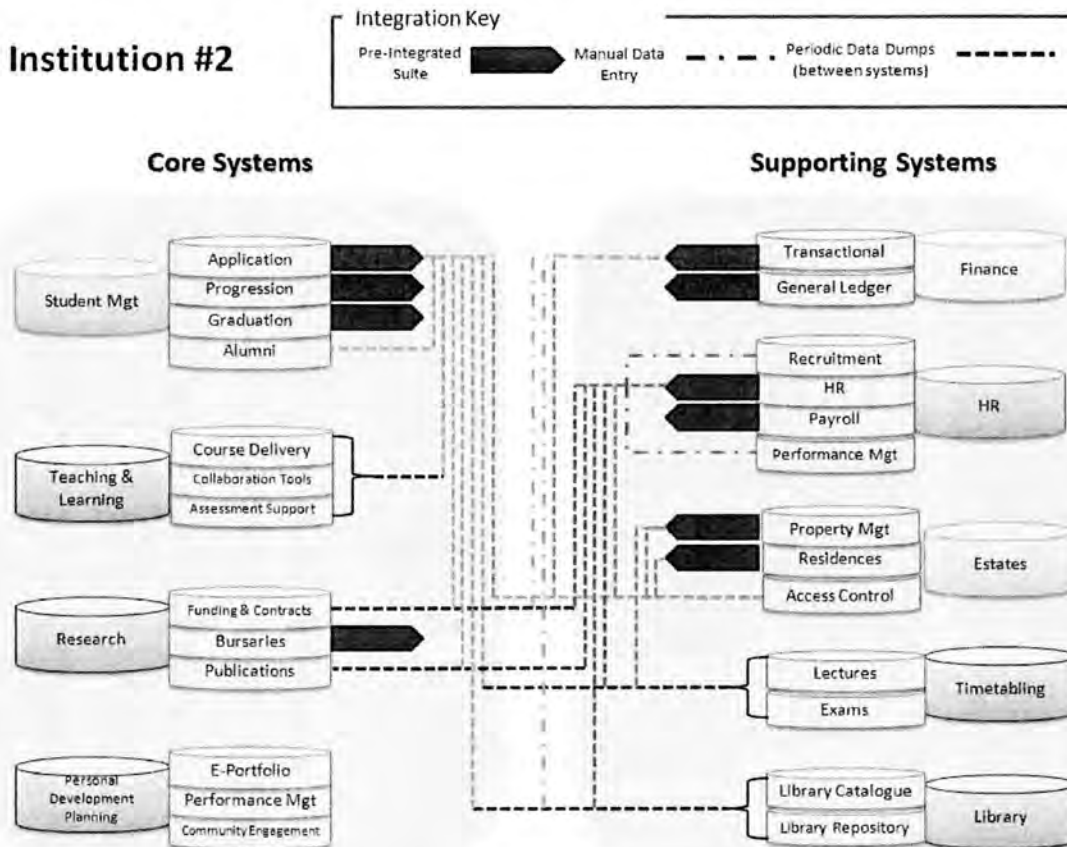 Institution #2
Integration Key
Pre-Integrated
Suite
Manual Data
Entry
Periodic Data Dumps
(between systems)
Core Systems
Supporting Systems
Student Mgt
Application
Progression
Graduation
Alumni
Teaching &
Learning
Course Delivery
Collaboration Tools
Assessment Support
Research
Funding & Contracts
Bursaries
Publications
Personal
Development
Planning
E-Portfolio
Performance Mgt
Community Engagement
Transactional
General Ledger
Finance
Recruitment
HR
Payroll
Performance Mgt
HR
Property Mgt
Residences
Access Control
Estates
Lectures
Exams
Timetabling
Library Catalogue
Library Repository
Library